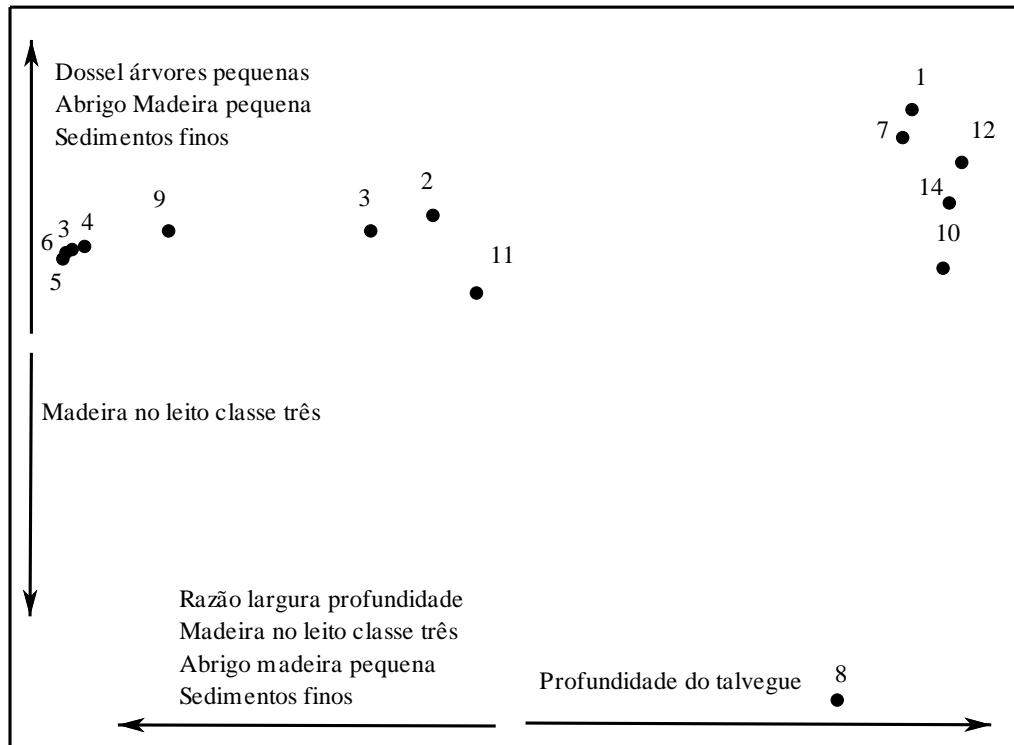 Dossel árvores pequenas
Abrigo Madeira pequena
Sedimentos finos
1
7
12
14
10
9
3
2
11
6 3 4
5
Madeira no leito classe três
Razão largura profundidade
Madeira no leito classe três
Abrigo madeira pequena
Sedimentos finos
Profundidade do talvegue
8